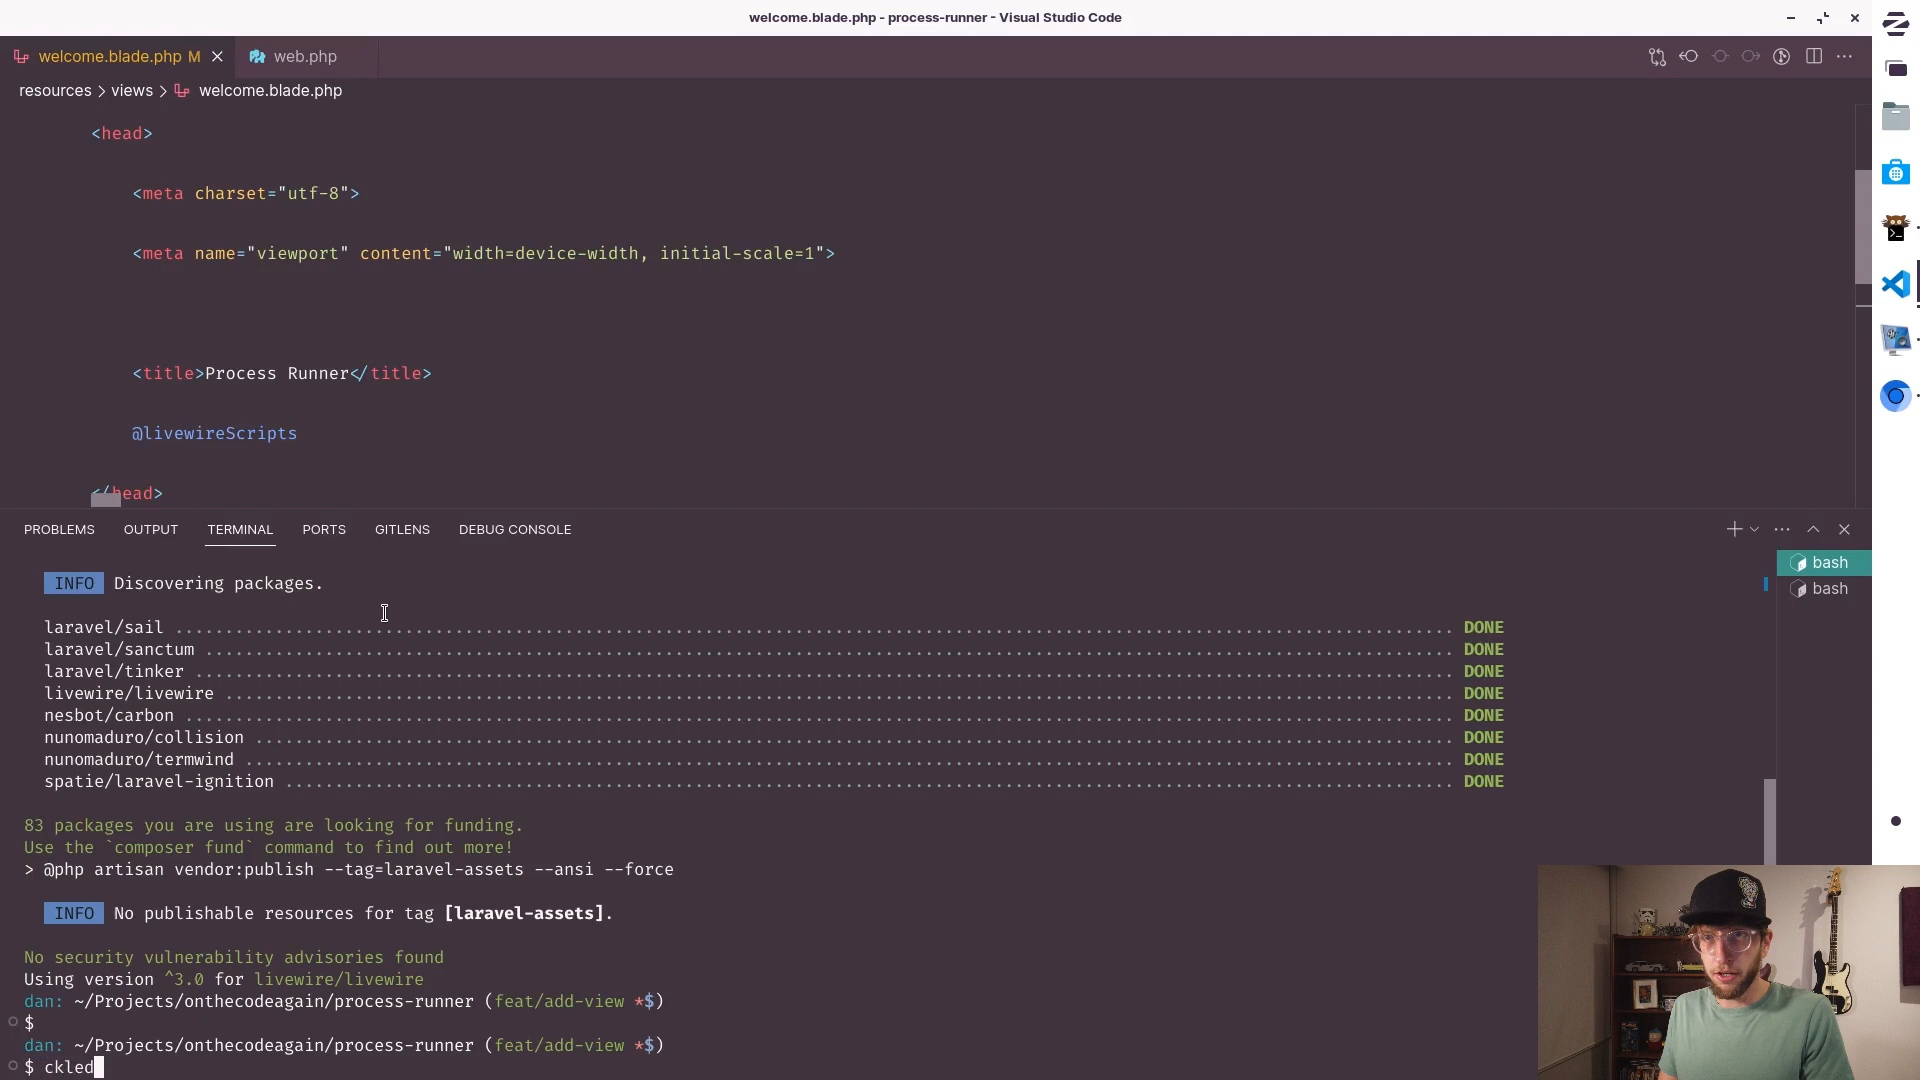 welcome.blade.php - process-runner - Visual Studio Code
welcome.blade.php M
web.php
resources > views > welcome.blade.php
<head>
<meta charset="utf-8">
<meta name="viewport" content="width=device-width, initial-scale=1">
<title>Process Runner</title>
@livewireScripts
</head>
PROBLEMS OUTPUT TERMINAL PORTS GITLENS DEBUG CONSOLE
bash
bash
INFO Discovering packages.
laravel/sail ........ DONE
laravel/sanctum ........ DONE
laravel/tinker ........ DONE
livewire/livewire ........ DONE
nesbot/carbon ........ DONE
nunomaduro/collision ........ DONE
nunomaduro/termwind ........ DONE
spatie/laravel-ignition ........ DONE
83 packages you are using are looking for funding.
Use the `composer fund` command to find out more!
> @php artisan vendor:publish --tag=laravel-assets --ansi --force
INFO No publishable resources for tag [laravel-assets].
No security vulnerability advisories found
Using version ^3.0 for livewire/livewire
dan: ~/Projects/onthecodeagain/process-runner (feat/add-view *$)
$
dan: ~/Projects/onthecodeagain/process-runner (feat/add-view *$)
$ ckled